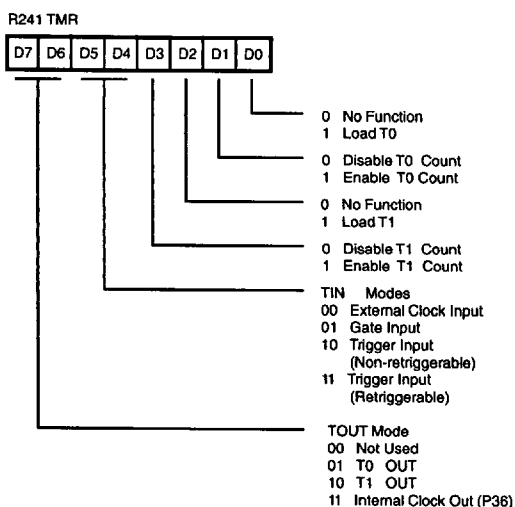 R241 TMR
D7 D6 D5 D4 D3 D2 D1 D0
0 No Function
1 Load T0
0 Disable T0 Count
1 Enable T0 Count
0 No Function
1 Load T1
0 Disable T1 Count
1 Enable T1 Count
TIN Modes
00 External Clock Input
01 Gate Input
10 Trigger Input
(Non-retriggerable)
11 Trigger Input
(Retriggerable)
TOUT Mode
00 Not Used
01 T0 OUT
10 T1 OUT
11 Internal Clock Out (P36)